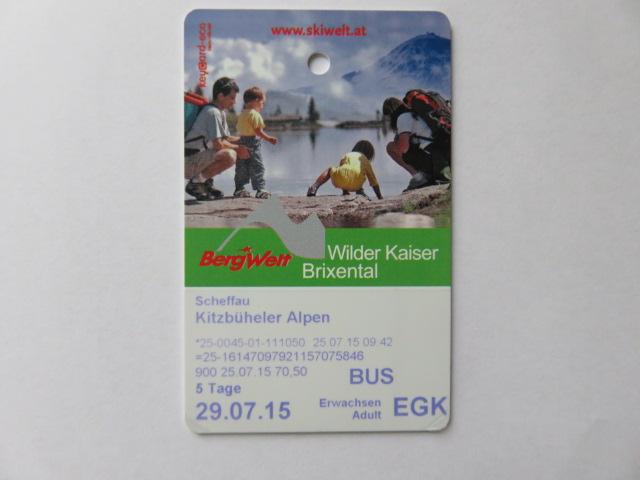 www.skiwelt.at
keycard-eco
BergWelt
Wilder Kaiser
Brixental
Scheffau
Kitzbüheler Alpen
*25-0045-01-111050 25 07.15 09 42
=25-16147097921157075846
900 25.07.15 70,50
BUS
5 Tage
29.07.15
Erwachsen
Adult
EGK